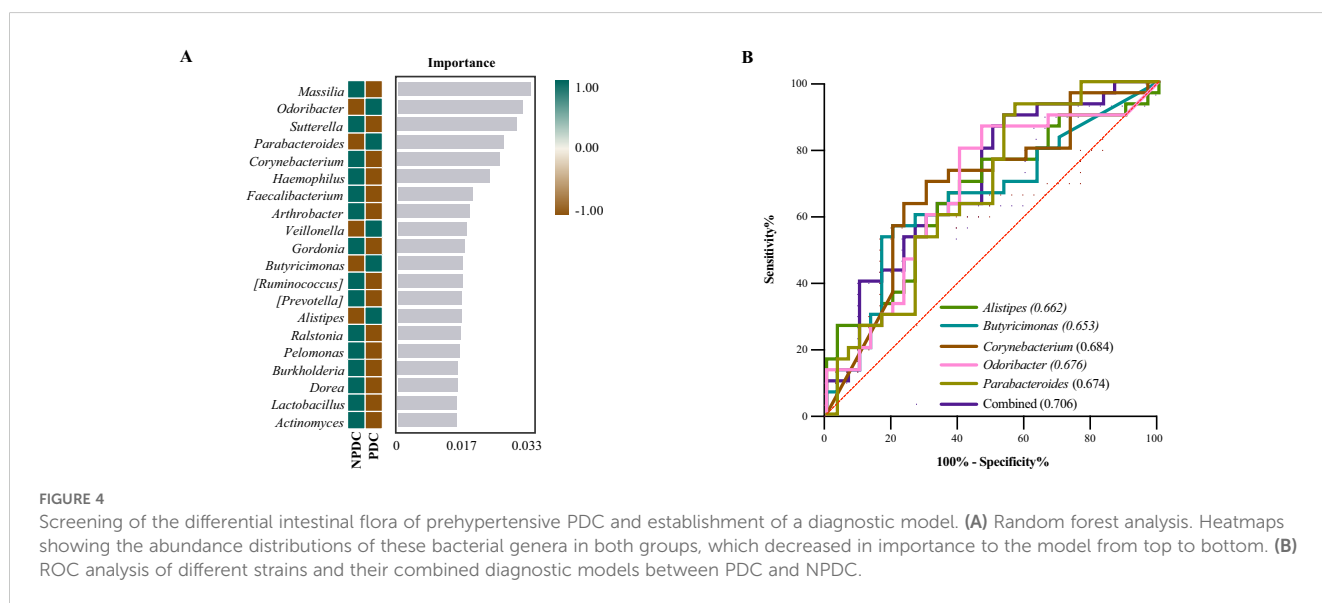 A
Importance
Massilia
Odoribacter
Sutterella
Parabacteroides
Corynebacterium
Haemophilus
Faecalibacterium
Arthrobacter
Veillonella
Gordonia
Butyricimonas
[Ruminococcus]
[Prevotella]
Alistipes
Ralstonia
Pelomonas
Burkholderia
Dorea
Lactobacillus
Actinomyces
NPDC
PDC
0 0.017 0.033
1.00
0.00
-1.00
B
100
80
60
40
20
0
Sensitivity%
Alistipes (0.662)
Butyricimonas (0.653)
Corynebacterium (0.684)
Odoribacter (0.676)
Parabacteroides (0.674)
Combined (0.706)
0 20 40 60 80 100
100% - Specificity%
FIGURE 4
Screening of the differential intestinal flora of prehypertensive PDC and establishment of a diagnostic model. (A) Random forest analysis. Heatmaps
showing the abundance distributions of these bacterial genera in both groups, which decreased in importance to the model from top to bottom. (B)
ROC analysis of different strains and their combined diagnostic models between PDC and NPDC.